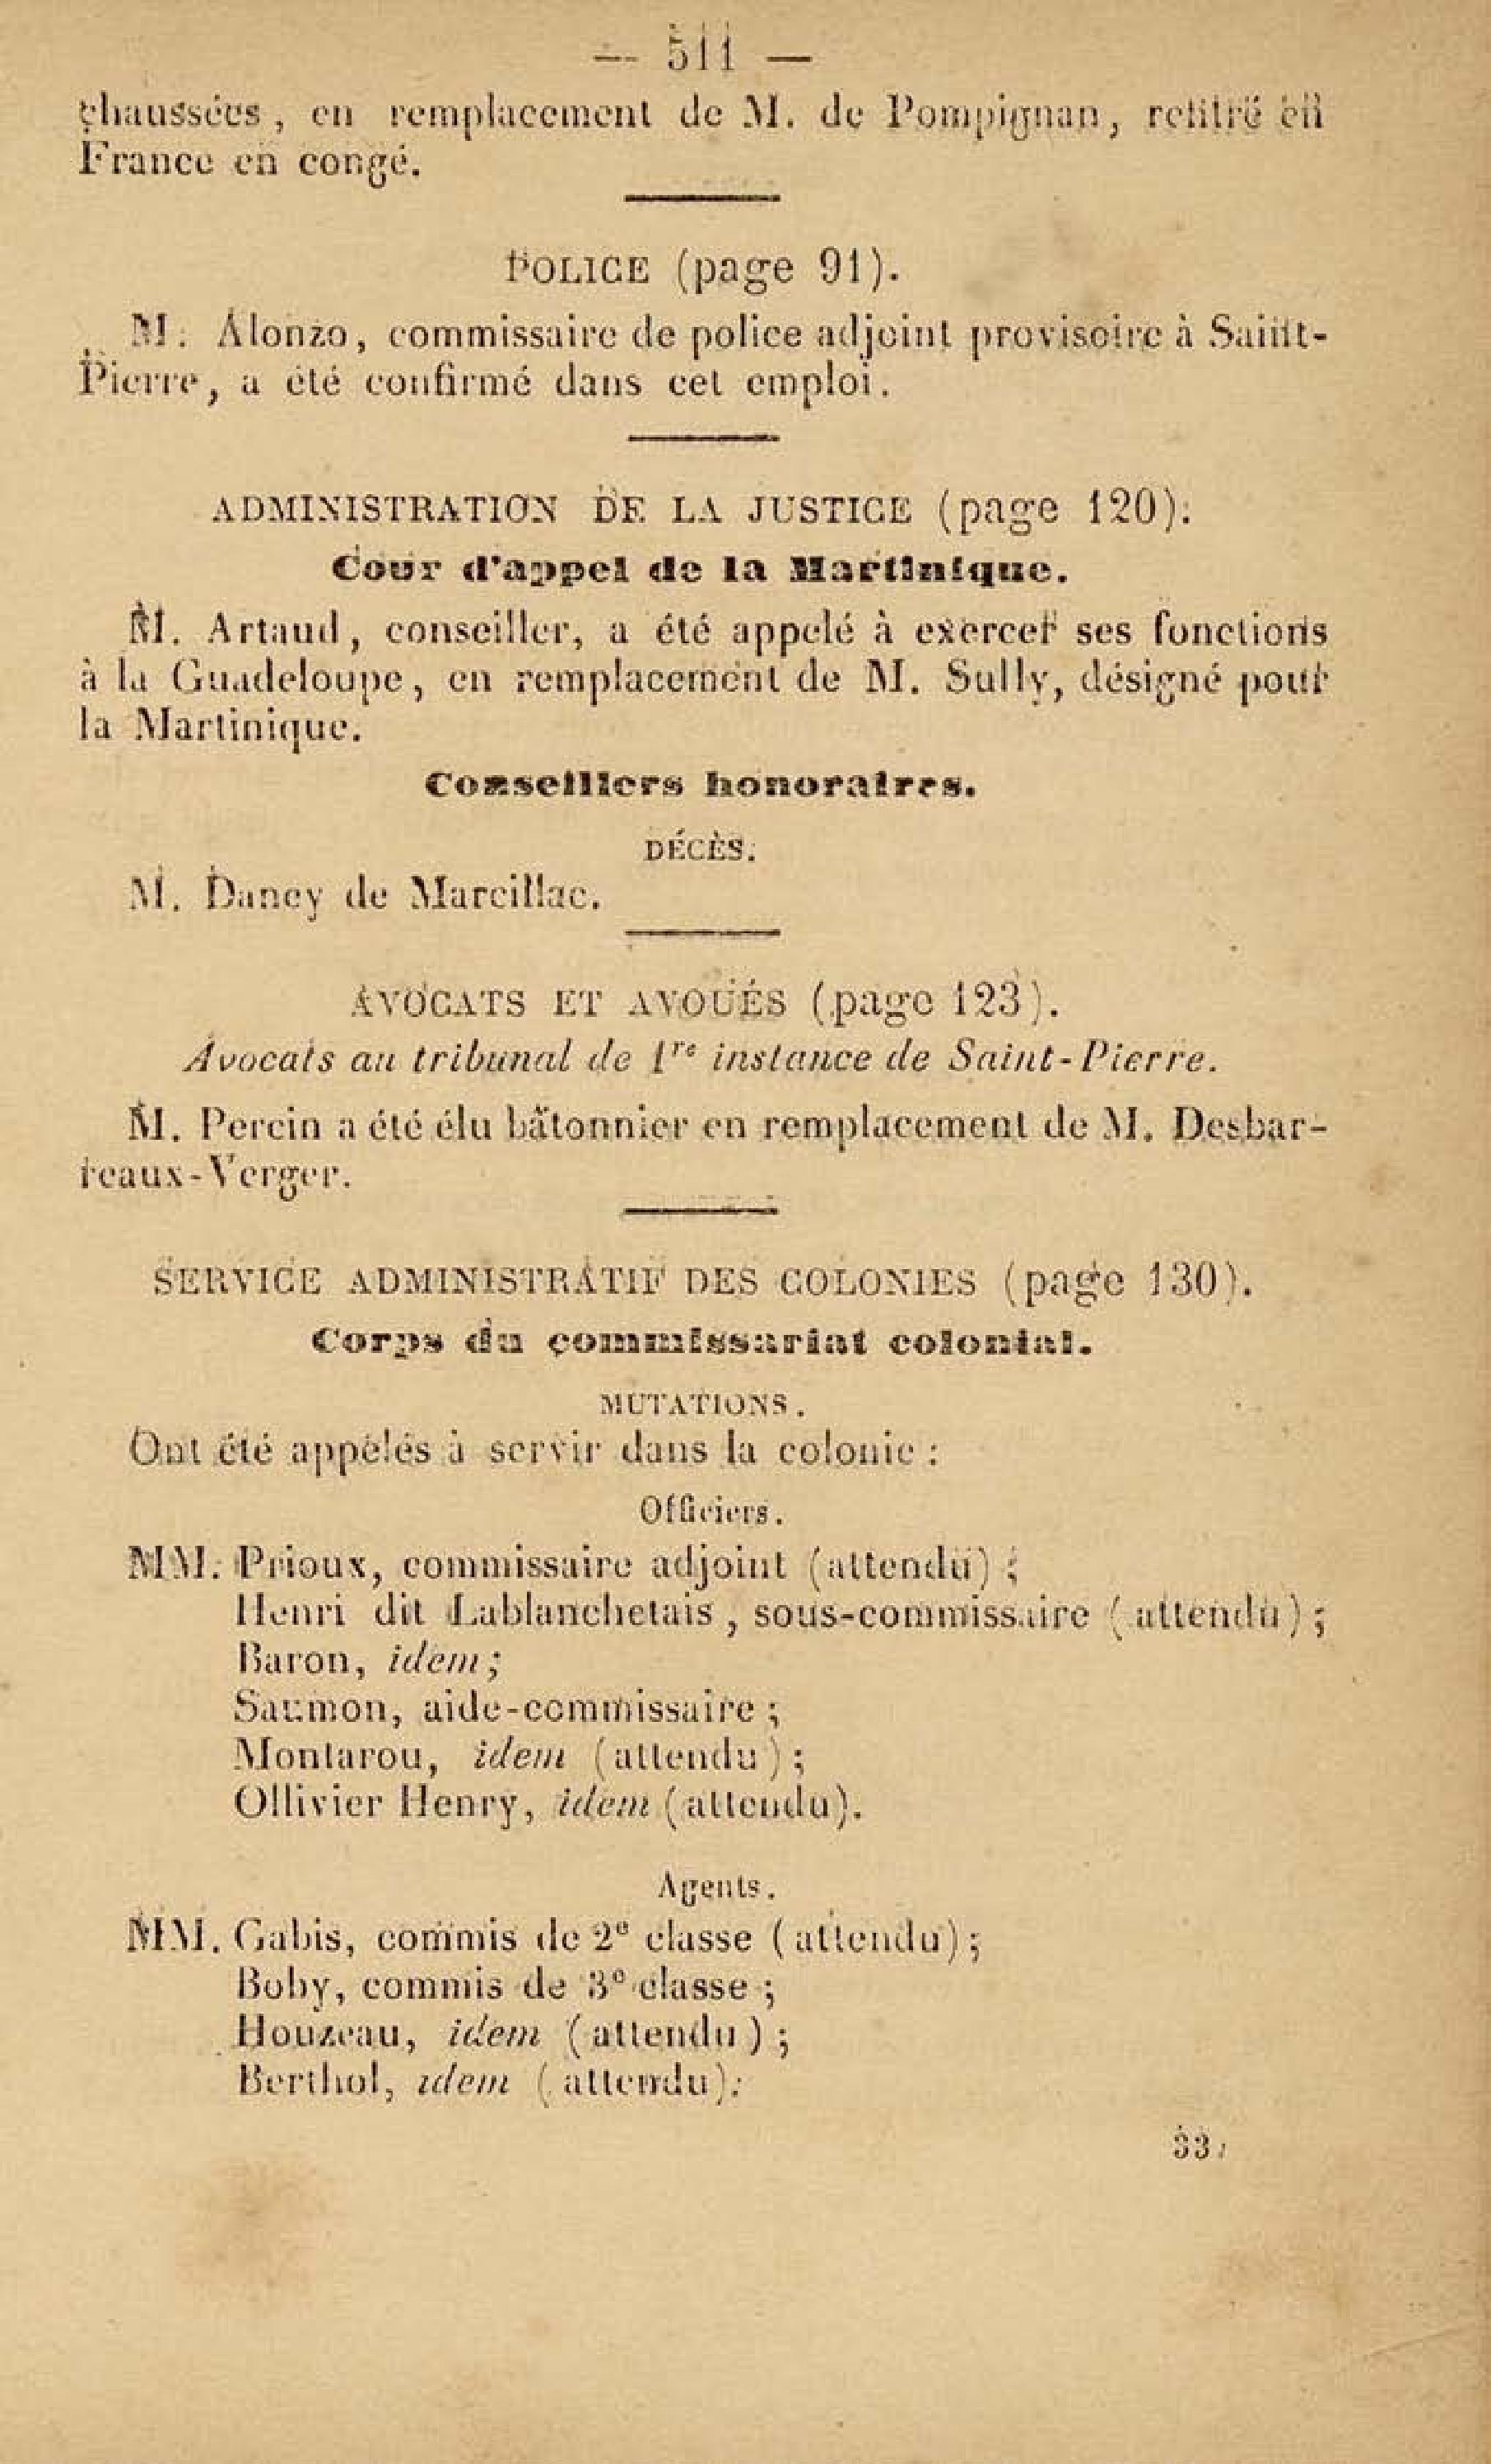 — 511 —
chaussées, en remplacement de M. de Pompignan, rentré en
France en congé.
POLICE (page 91).
M. Alonzo, commissaire de police adjoint provisoire à Saint-
Pierre, a été confirmé dans cet emploi.
ADMINISTRATION DE LA JUSTICE (page 120).
Cour d'appel de la Martinique.
M. Artaud, conseiller, a été appelé à exercer ses fonctions
à la Guadeloupe, en remplacement de M. Sully, désigné pour
la Martinique.
Conseillers honoraires.
DÉCÈS.
M. Dancy de Marcillac.
AVOCATS ET AVOUÉS (page 123).
Avocats au tribunal de 1re instance de Saint-Pierre.
M. Percin a été élu bâtonnier en remplacement de M. Desbar-
reaux-Verger.
SERVICE ADMINISTRATIF DES COLONIES (page 130).
Corps du commissariat colonial.
MUTATIONS.
Ont été appelés à servir dans la colonie :
Officiers.
MM. Prioux, commissaire adjoint (attendu) ;
Henri dit Lablanchetais, sous-commissaire (attendu) ;
Baron, idem ;
Saumon, aide-commissaire ;
Montarou, idem (attendu) ;
Ollivier Henry, idem (attendu).
Agents.
MM. Gabis, commis de 2e classe (attendu) ;
Boby, commis de 3e classe ;
Houzeau, idem (attendu) ;
Berthol, idem (attendu).
33.